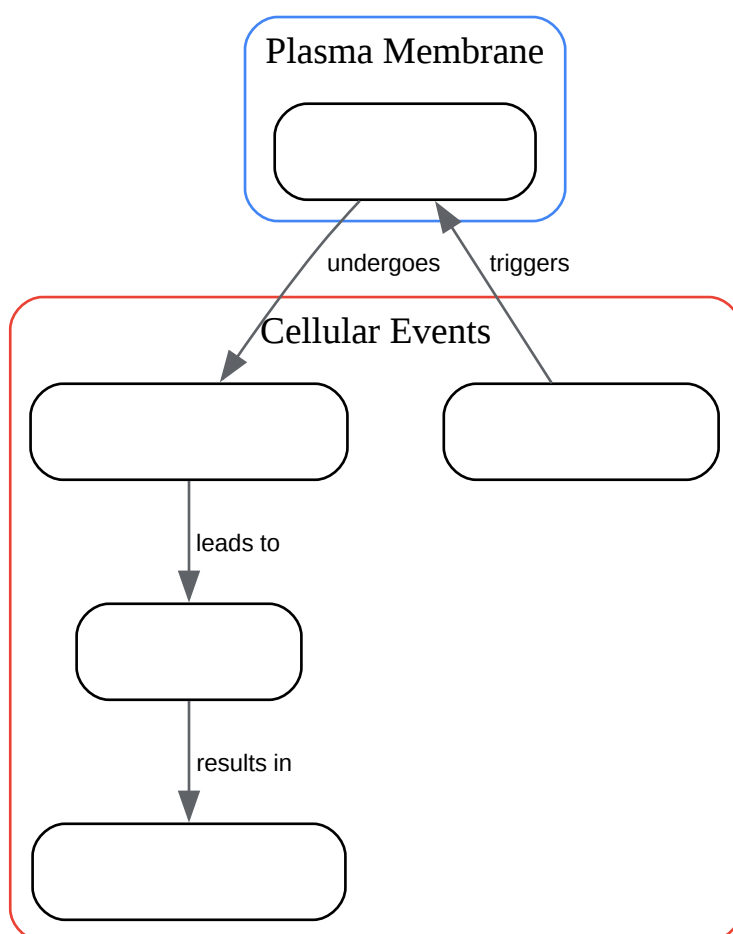 Plasma Membrane
undergoes
triggers
Cellular Events
leads to
results in